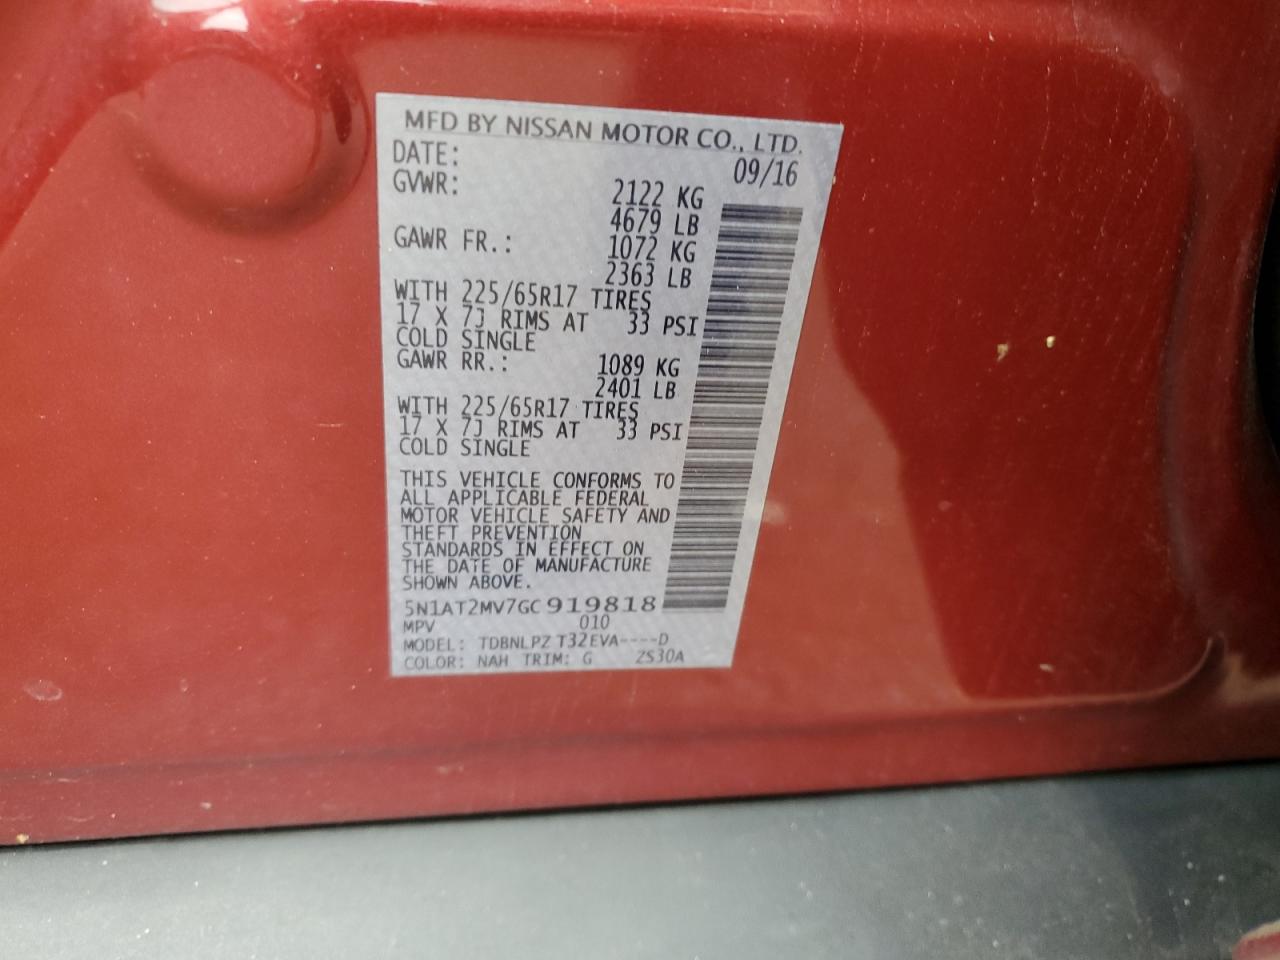 MFD BY NISSAN MOTOR CO., LTD.
DATE: 09/16
GVWR: 2122 KG
4679 LB
GAWR FR.: 1072 KG
2363 LB
WITH 225/65R17 TIRES
17 X 7J RIMS AT 33 PSI
COLD SINGLE
GAWR RR.: 1089 KG
2401 LB
WITH 225/65R17 TIRES
17 X 7J RIMS AT 33 PSI
COLD SINGLE
THIS VEHICLE CONFORMS TO
ALL APPLICABLE FEDERAL
MOTOR VEHICLE SAFETY AND
THEFT PREVENTION
STANDARDS IN EFFECT ON
THE DATE OF MANUFACTURE
SHOWN ABOVE.
5N1AT2MV7GC919818
MPV 010
MODEL: TDBNLPZ T32EVA----D
COLOR: NAH TRIM: G ZS30A